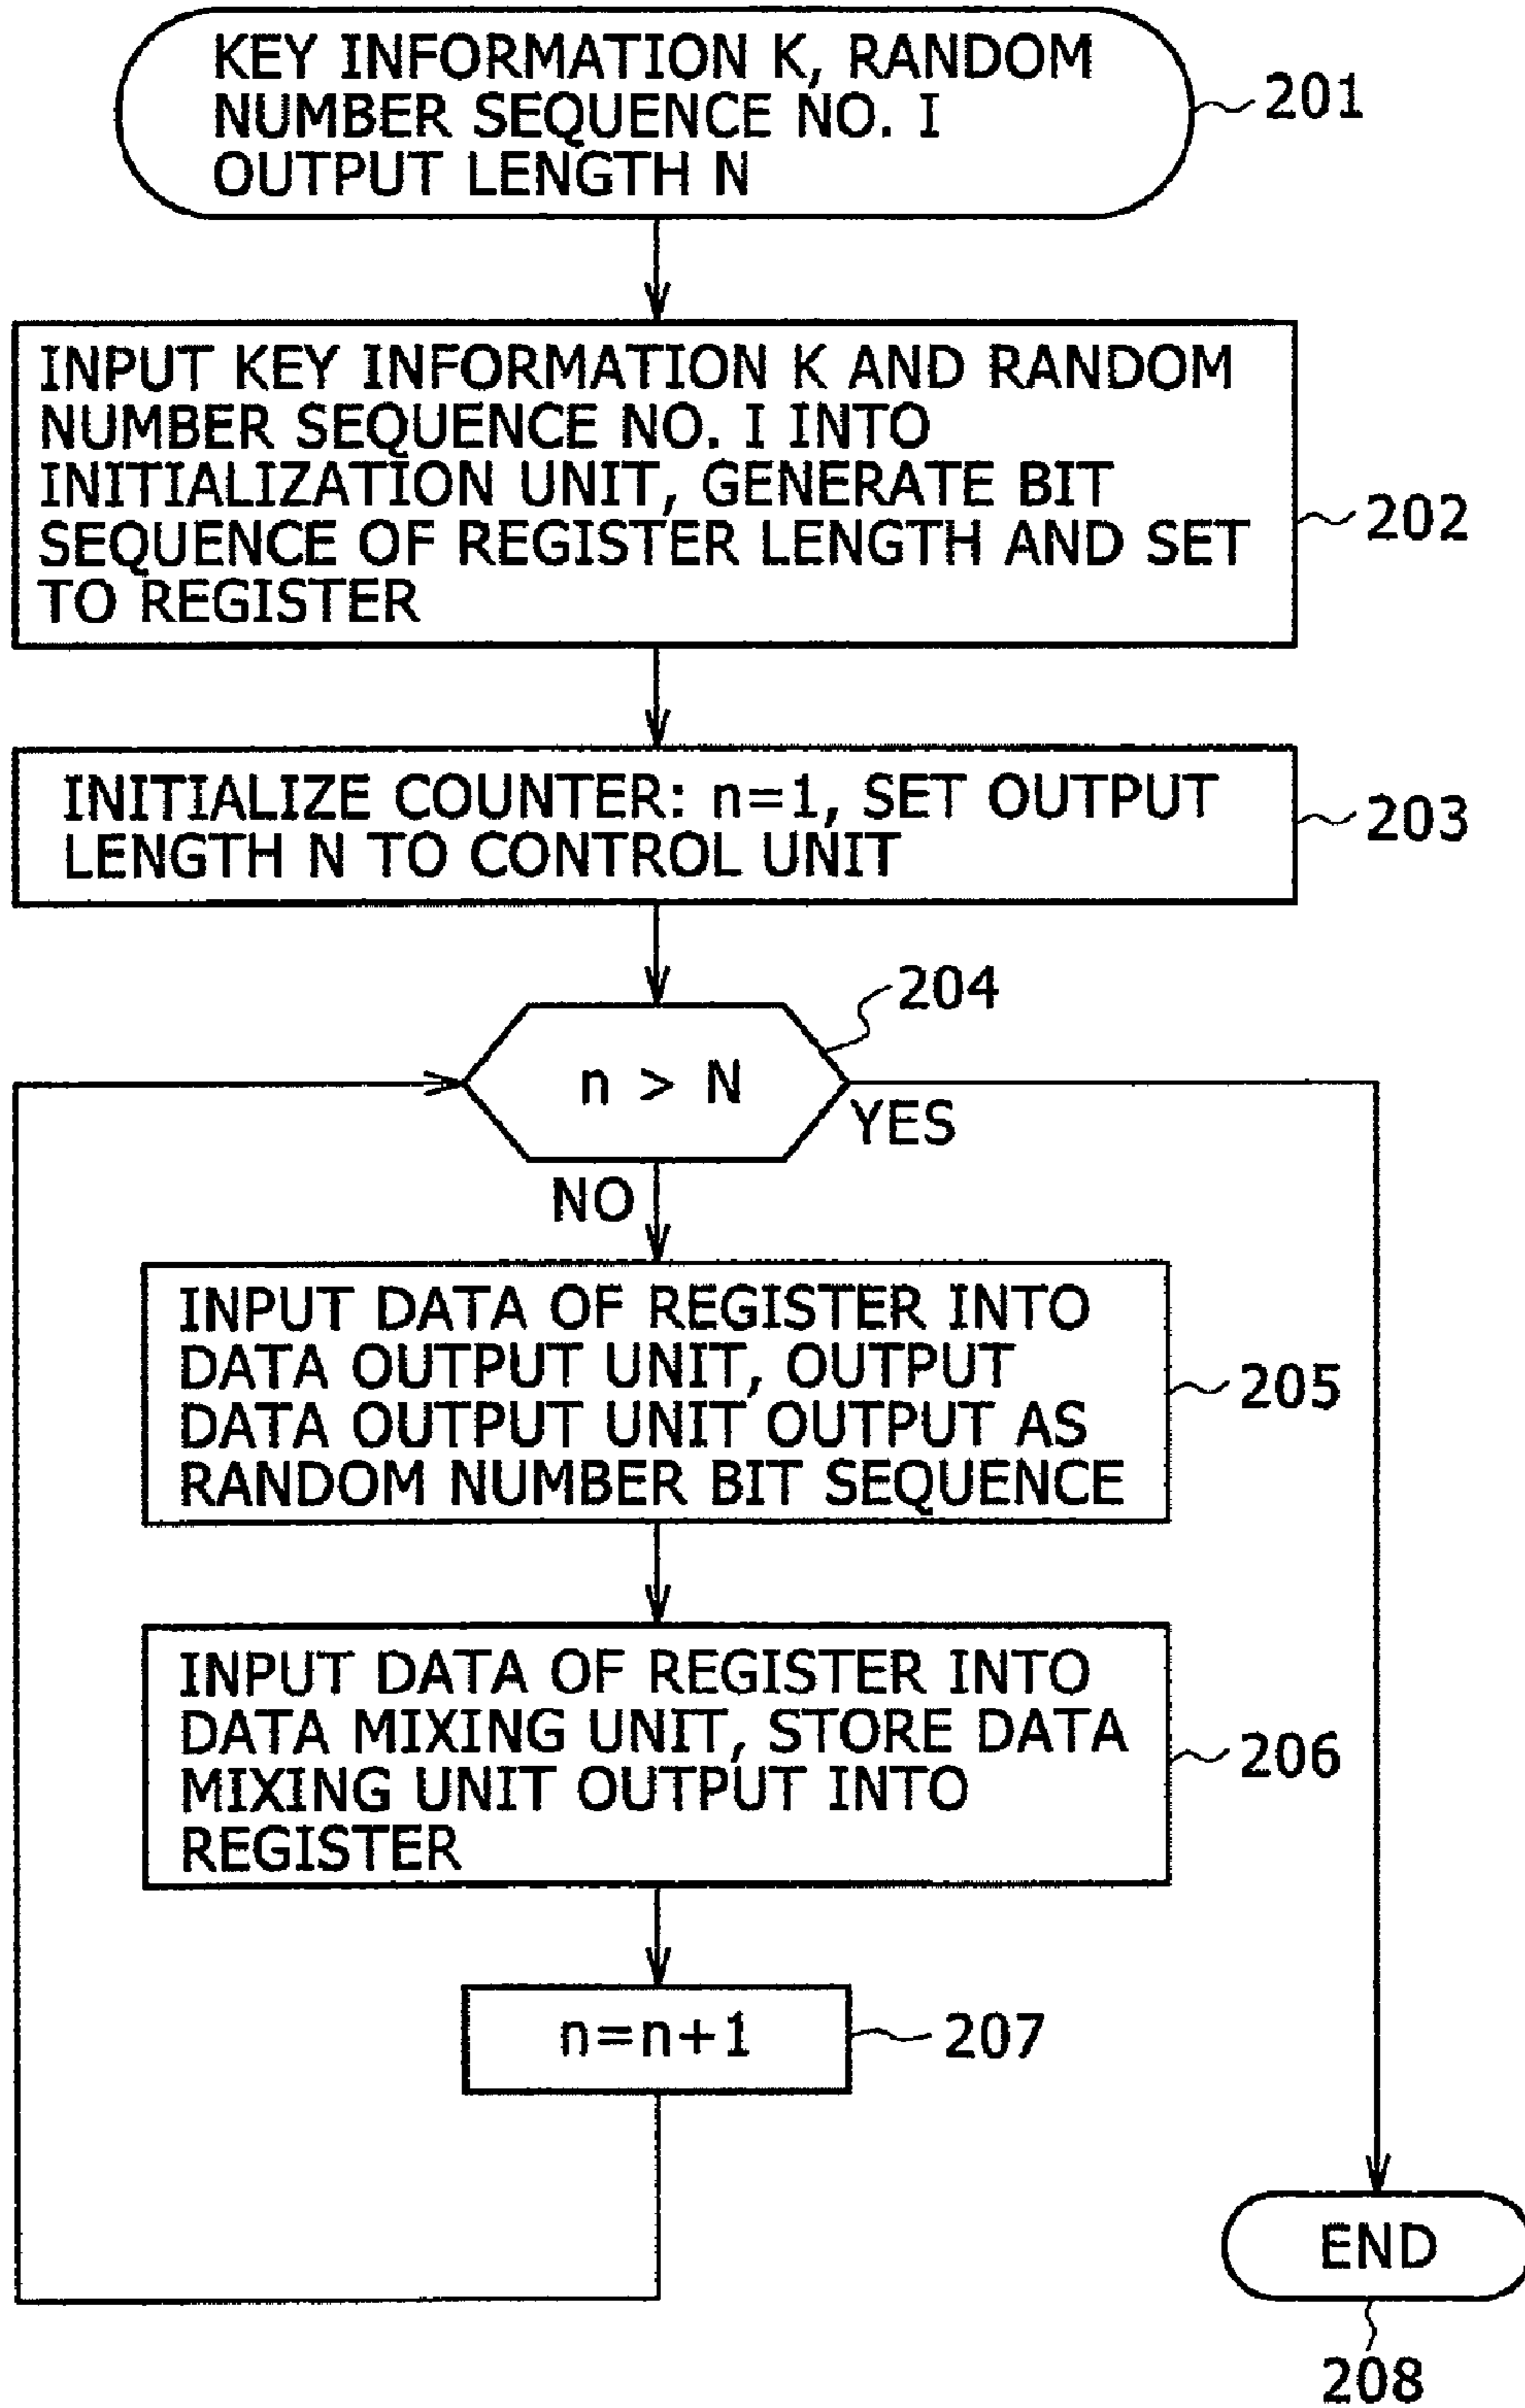 KEY INFORMATION K, RANDOM
NUMBER SEQUENCE NO. I
OUTPUT LENGTH N
201
INPUT KEY INFORMATION K AND RANDOM
NUMBER SEQUENCE NO. I INTO
INITIALIZATION UNIT, GENERATE BIT
SEQUENCE OF REGISTER LENGTH AND SET
TO REGISTER
202
INITIALIZE COUNTER: n=1, SET OUTPUT
LENGTH N TO CONTROL UNIT
203
204
n > N
YES
NO
INPUT DATA OF REGISTER INTO
DATA OUTPUT UNIT, OUTPUT
DATA OUTPUT UNIT OUTPUT AS
RANDOM NUMBER BIT SEQUENCE
205
INPUT DATA OF REGISTER INTO
DATA MIXING UNIT, STORE DATA
MIXING UNIT OUTPUT INTO
REGISTER
206
n=n+1
207
END
208